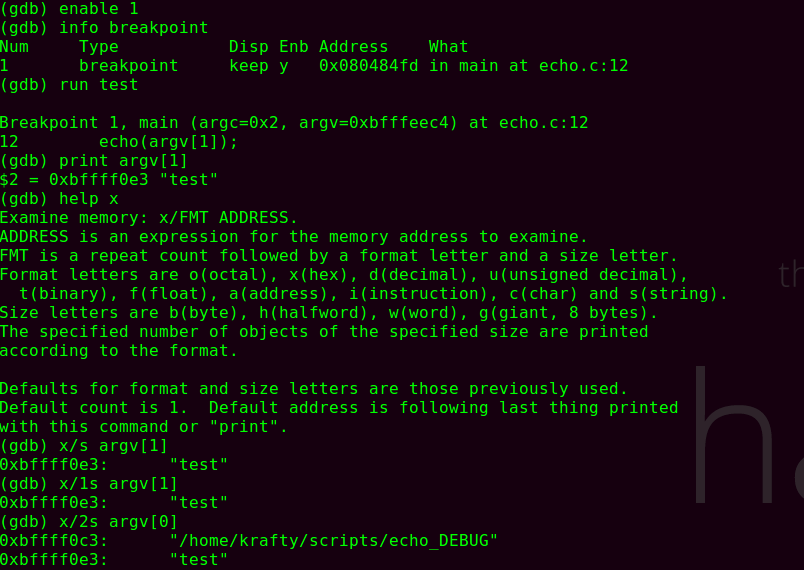 (gdb) enable 1
(gdb) info breakpoint
Num     Type           Disp Enb Address    What
1       breakpoint     keep y   0x080484fd in main at echo.c:12
(gdb) run test

Breakpoint 1, main (argc=0x2, argv=0xbfffeec4) at echo.c:12
12        echo(argv[1]);
(gdb) print argv[1]
$2 = 0xbffff0e3 "test"
(gdb) help x
Examine memory: x/FMT ADDRESS.
ADDRESS is an expression for the memory address to examine.
FMT is a repeat count followed by a format letter and a size letter.
Format letters are o(octal), x(hex), d(decimal), u(unsigned decimal),
  t(binary), f(float), a(address), i(instruction), c(char) and s(string).
Size letters are b(byte), h(halfword), w(word), g(giant, 8 bytes).
The specified number of objects of the specified size are printed
according to the format.

Defaults for format and size letters are those previously used.
Default count is 1.  Default address is following last thing printed
with this command or "print".
(gdb) x/s argv[1]
0xbffff0e3:      "test"
(gdb) x/1s argv[1]
0xbffff0e3:      "test"
(gdb) x/2s argv[0]
0xbffff0c3:      "/home/krafty/scripts/echo_DEBUG"
0xbffff0e3:      "test"